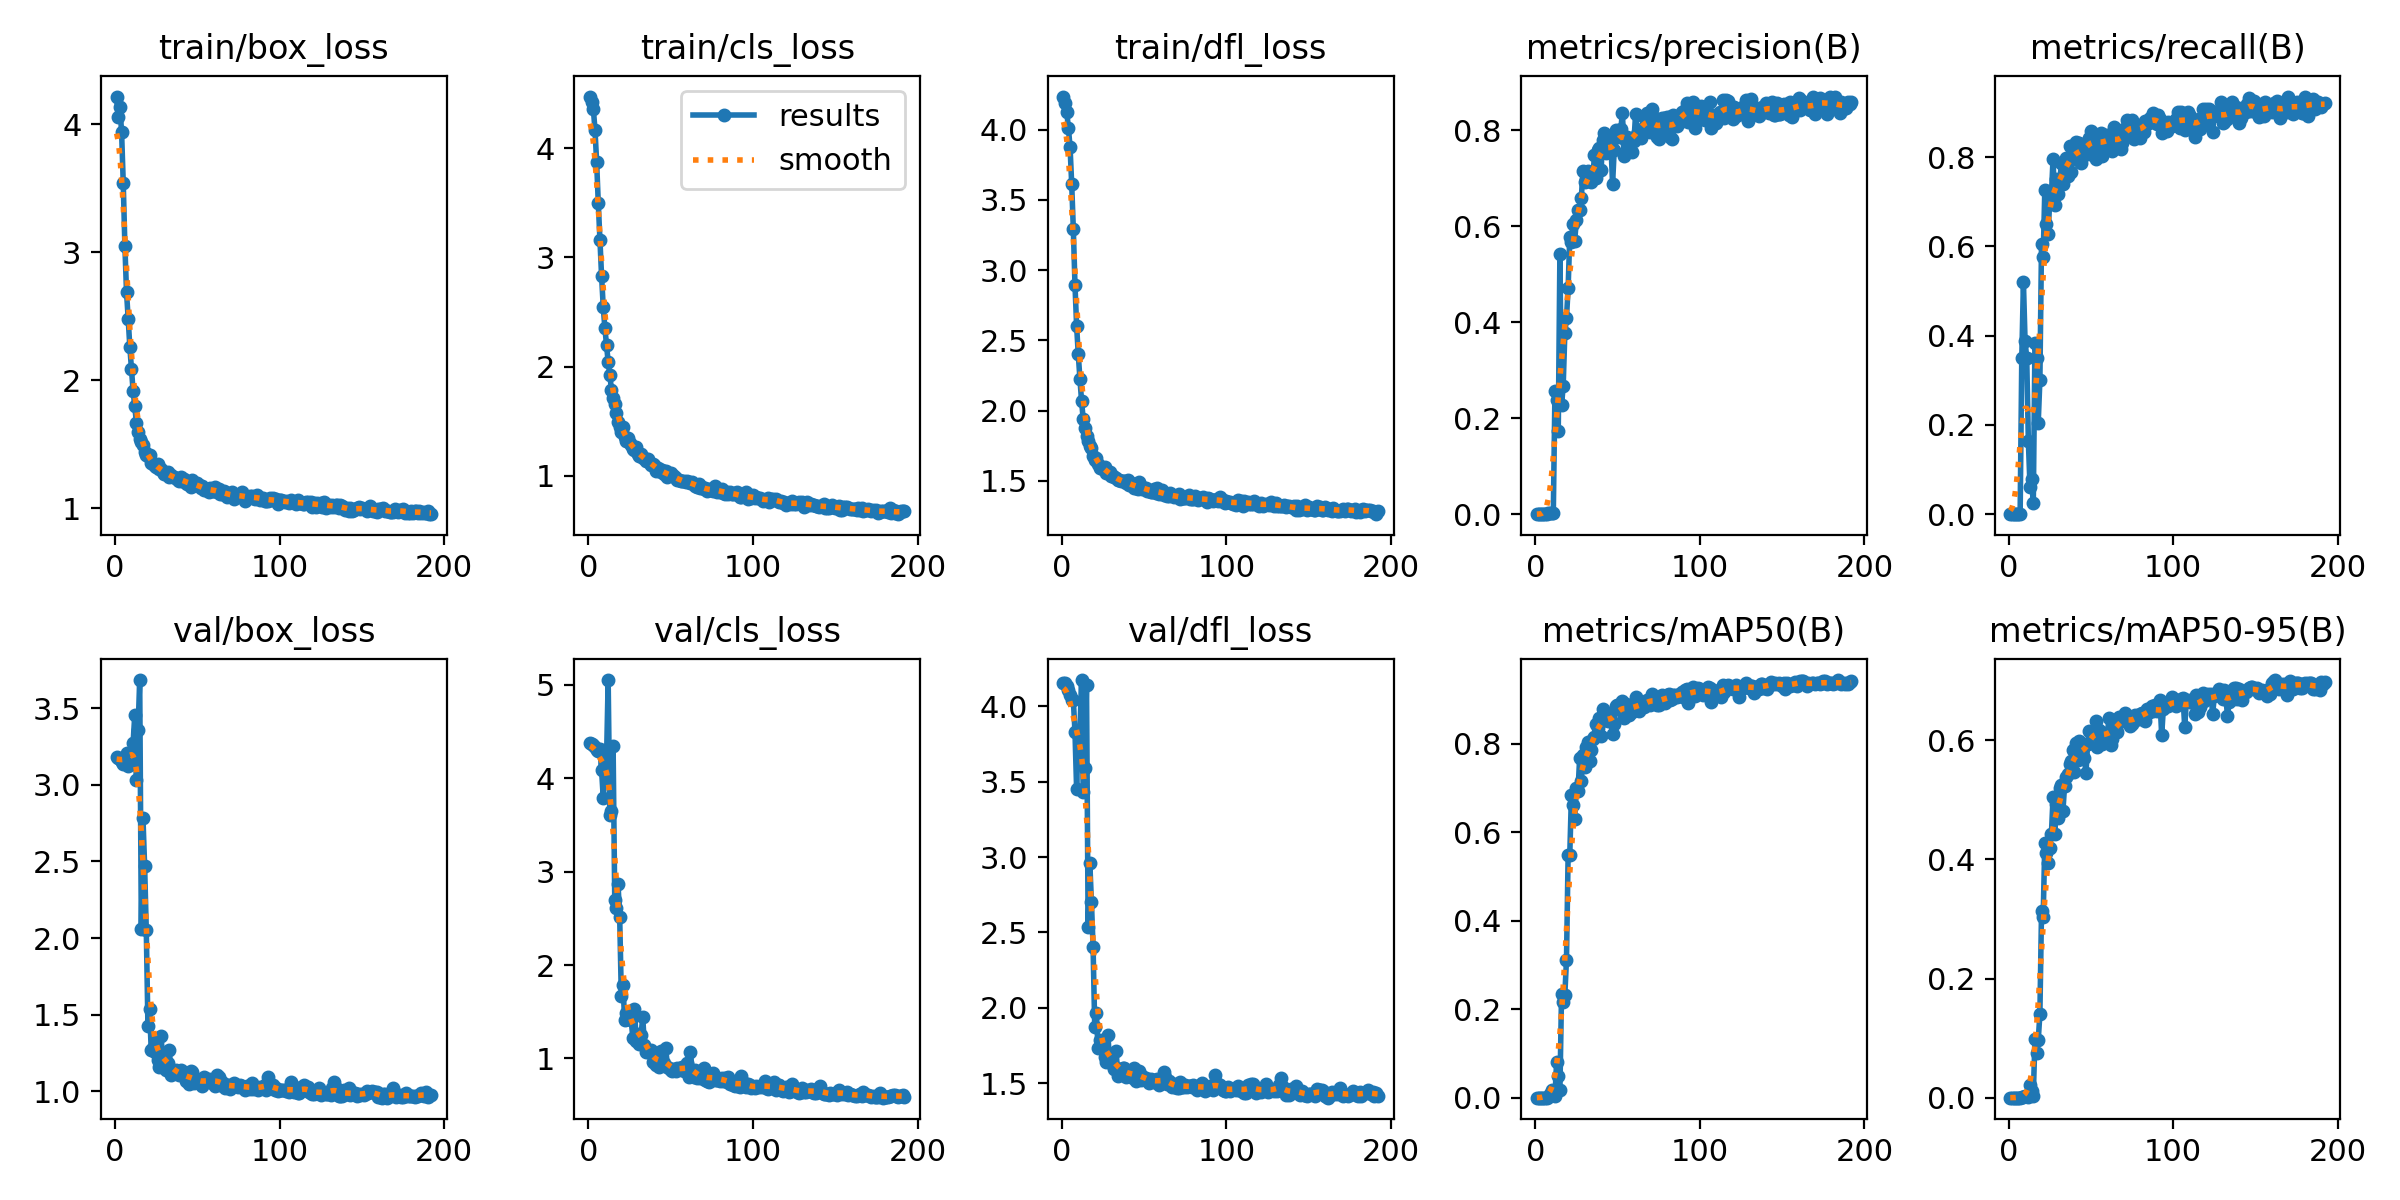 train/box_loss
4
3
2
1
0 100 200
train/cls_loss
results
smooth
4
3
2
1
0 100 200
train/dfl_loss
4.0
3.5
3.0
2.5
2.0
1.5
0 100 200
metrics/precision(B)
0.8
0.6
0.4
0.2
0.0
0 100 200
metrics/recall(B)
0.8
0.6
0.4
0.2
0.0
0 100 200
val/box_loss
3.5
3.0
2.5
2.0
1.5
1.0
0 100 200
val/cls_loss
5
4
3
2
1
0 100 200
val/dfl_loss
4.0
3.5
3.0
2.5
2.0
1.5
0 100 200
metrics/mAP50(B)
0.8
0.6
0.4
0.2
0.0
0 100 200
metrics/mAP50-95(B)
0.6
0.4
0.2
0.0
0 100 200